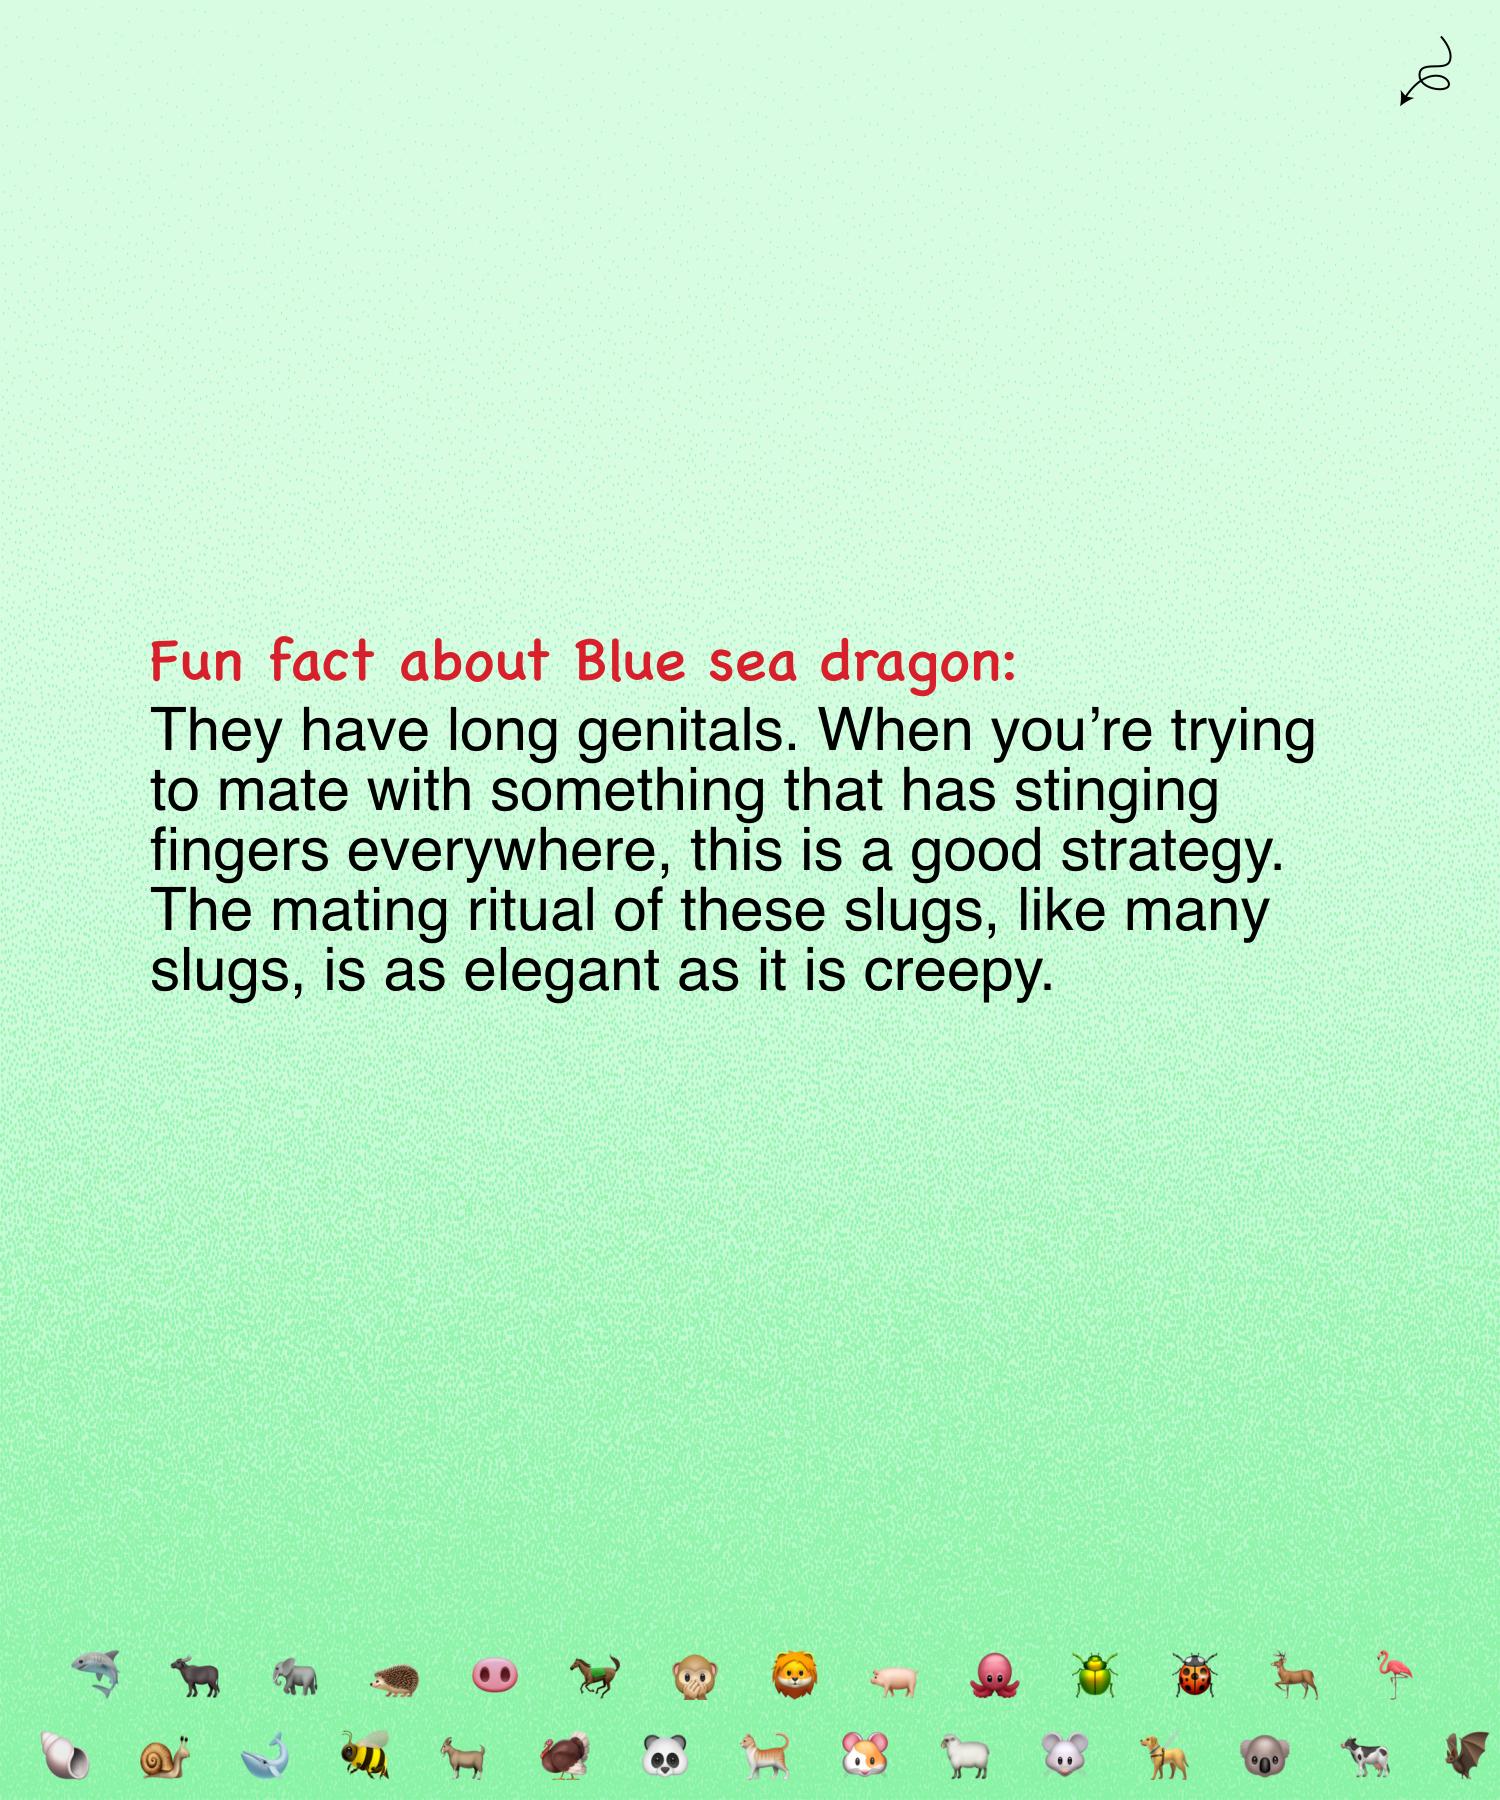 Fun fact about Blue sea dragon:
They have long genitals. When you’re trying
to mate with something that has stinging
fingers everywhere, this is a good strategy.
The mating ritual of these slugs, like many
slugs, is as elegant as it is creepy.